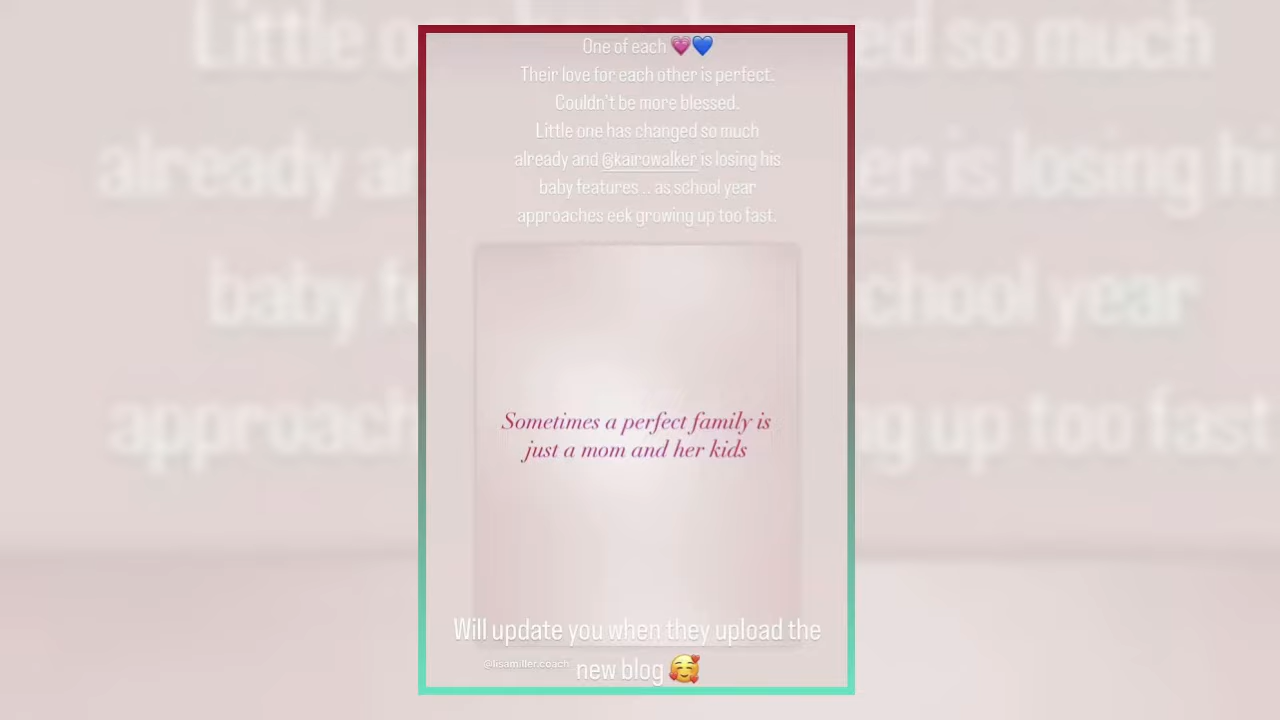 One of each 💗💙
Their love for each other is perfect.
Couldn't be more blessed.
Little one has changed so much
already and @kairowalker is losing his
baby features .. as school year
approaches eek growing up too fast.
Sometimes a perfect family is
just a mom and her kids
Will update you when they upload the
@lisamiller.coach new blog 🥰